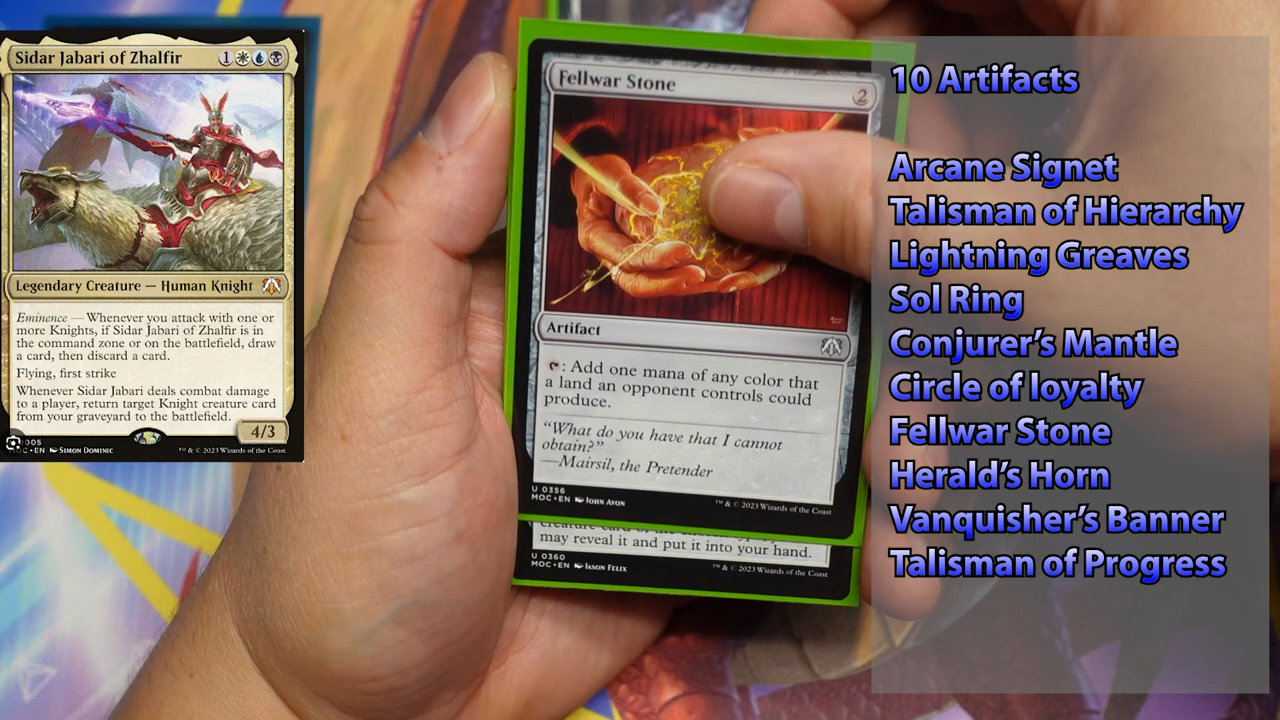 Sidar Jabari of Zhalfir 1
Legendary Creature — Human Knight
Eminence — Whenever you attack with one or
more Knights, if Sidar Jabari of Zhalfir is in
the command zone or on the battlefield, draw
a card, then discard a card.
Flying, first strike
Whenever Sidar Jabari deals combat damage
to a player, return target Knight creature card
from your graveyard to the battlefield.
4/3
005
•EN SIMON DOMINIC ™ & © 2023 Wizards of the Coast
Fellwar Stone 2
Artifact
: Add one mana of any color that
a land an opponent controls could
produce.
“What do you have that I cannot
obtain?”
—Mairsil, the Pretender
U 0356
MOC•EN JOHN AVON ™ & © 2023 Wizards of the Coast
may reveal it and put it into your hand.
U 0360
MOC•EN JASON FELIX ™ & © 2023 Wizards of the Coast
10 Artifacts
Arcane Signet
Talisman of Hierarchy
Lightning Greaves
Sol Ring
Conjurer’s Mantle
Circle of loyalty
Fellwar Stone
Herald’s Horn
Vanquisher’s Banner
Talisman of Progress